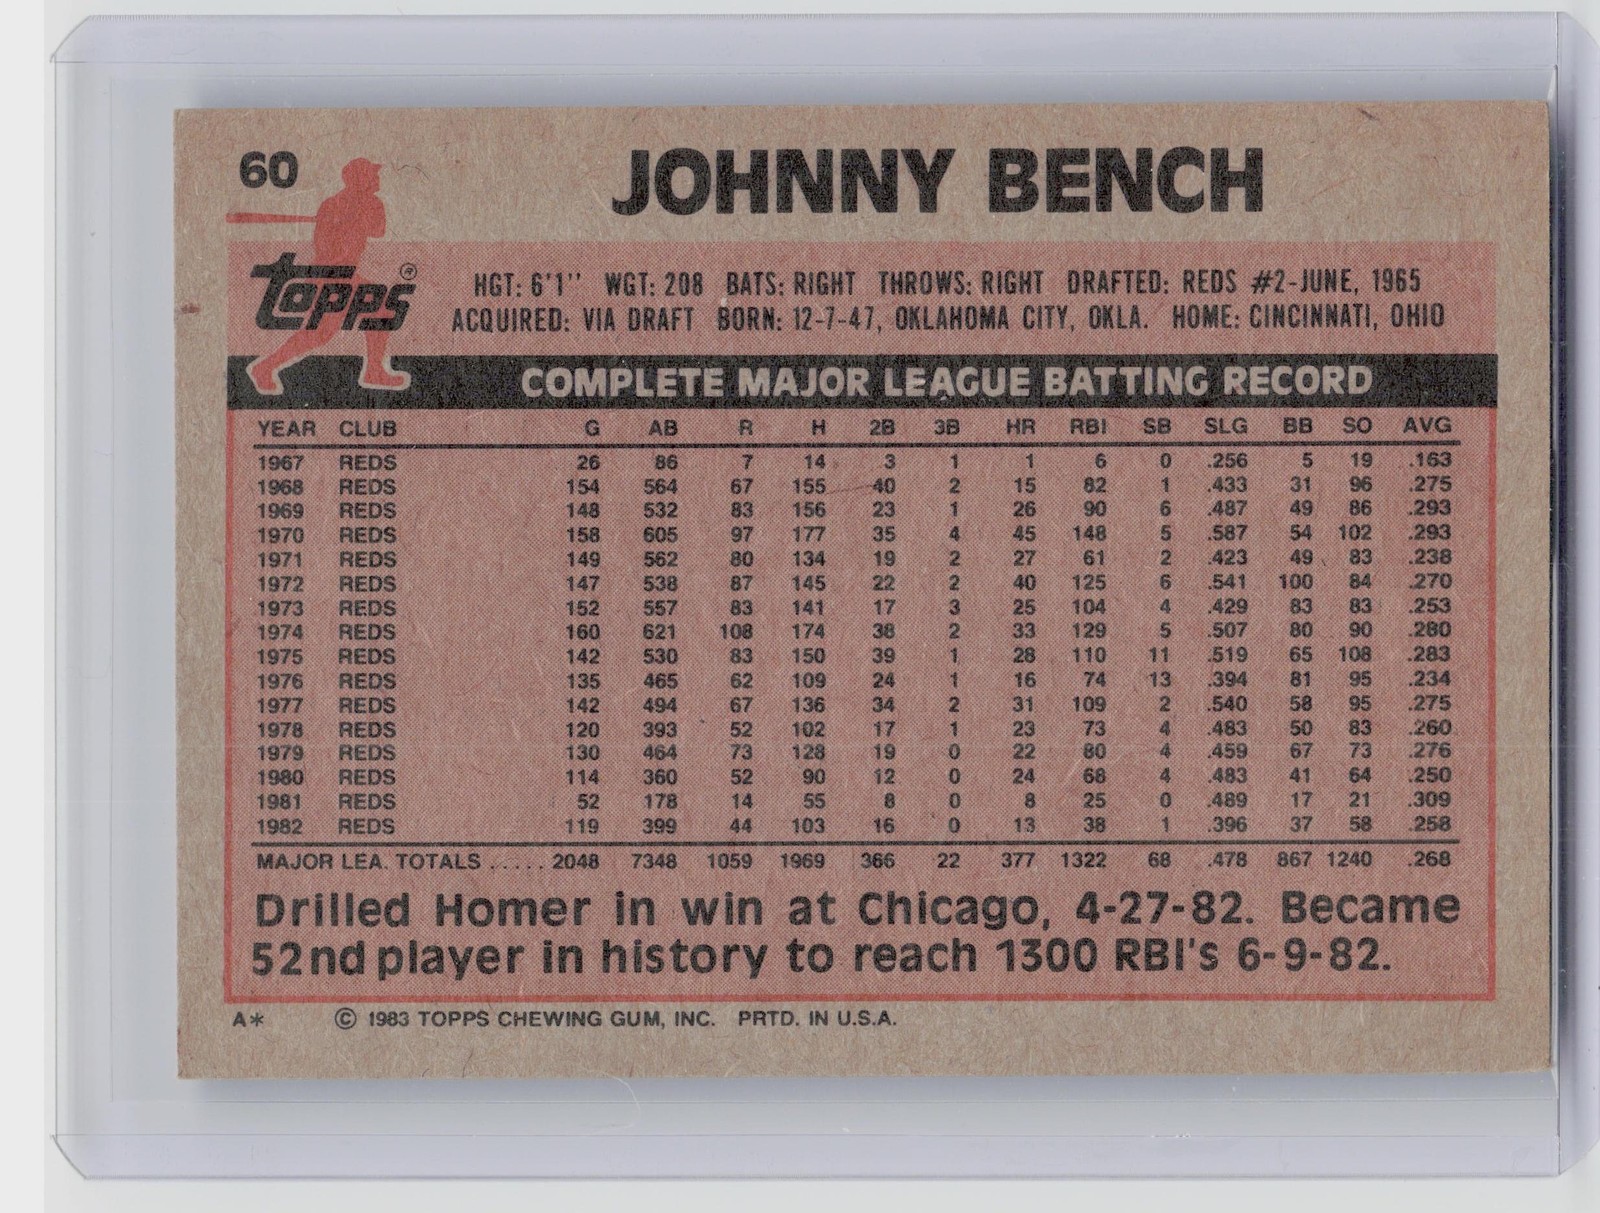 60
JOHNNY BENCH
topps ®
HGT: 6'1" WGT: 208 BATS: RIGHT THROWS: RIGHT DRAFTED: REDS #2-JUNE, 1965
ACQUIRED: VIA DRAFT BORN: 12-7-47, OKLAHOMA CITY, OKLA. HOME: CINCINNATI, OHIO
COMPLETE MAJOR LEAGUE BATTING RECORD
YEAR CLUB G AB R H 2B 3B HR RBI SB SLG BB SO AVG
1967 REDS 26 86 7 14 3 1 1 6 0 .256 5 19 .163
1968 REDS 154 564 67 155 40 2 15 82 1 .433 31 96 .275
1969 REDS 148 532 83 156 23 1 26 90 6 .487 49 86 .293
1970 REDS 158 605 97 177 35 4 45 148 5 .587 54 102 .293
1971 REDS 149 562 80 134 19 2 27 61 2 .423 49 83 .238
1972 REDS 147 538 87 145 22 2 40 125 6 .541 100 84 .270
1973 REDS 152 557 83 141 17 3 25 104 4 .429 83 83 .253
1974 REDS 160 621 108 174 38 2 33 129 5 .507 80 90 .280
1975 REDS 142 530 83 150 39 1 28 110 11 .519 65 108 .283
1976 REDS 135 465 62 109 24 1 16 74 13 .394 81 95 .234
1977 REDS 142 494 67 136 34 2 31 109 2 .540 58 95 .275
1978 REDS 120 393 52 102 17 1 23 73 4 .483 50 83 .260
1979 REDS 130 464 73 128 19 0 22 80 4 .459 67 73 .276
1980 REDS 114 360 52 90 12 0 24 68 4 .483 41 64 .250
1981 REDS 52 178 14 55 8 0 8 25 0 .489 17 21 .309
1982 REDS 119 399 44 103 16 0 13 38 1 .396 37 58 .258
MAJOR LEA. TOTALS ..... 2048 7348 1059 1969 366 22 377 1322 68 .478 867 1240 .268
Drilled Homer in win at Chicago, 4-27-82. Became
52nd player in history to reach 1300 RBI's 6-9-82.
A* © 1983 TOPPS CHEWING GUM, INC. PRTD. IN U.S.A.